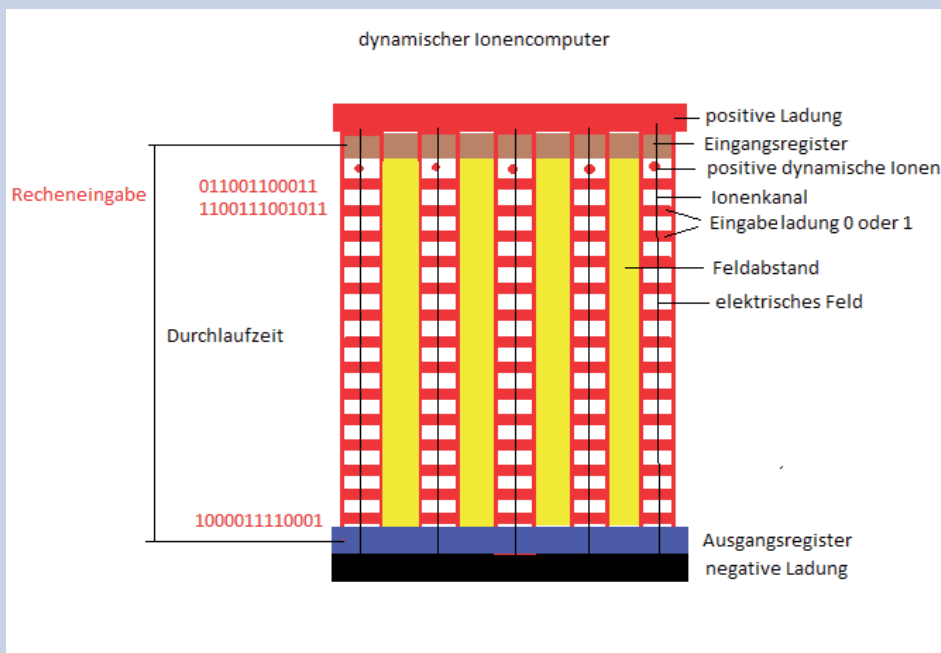 dynamischer Ionencomputer
positive Ladung
Eingangsregister
positive dynamische Ionen
Recheneingabe
011001100011
1100111001011
Ionenkanal
Eingabeladung 0 oder 1
Feldabstand
elektrisches Feld
Durchlaufzeit
1000011110001
Ausgangsregister
negative Ladung